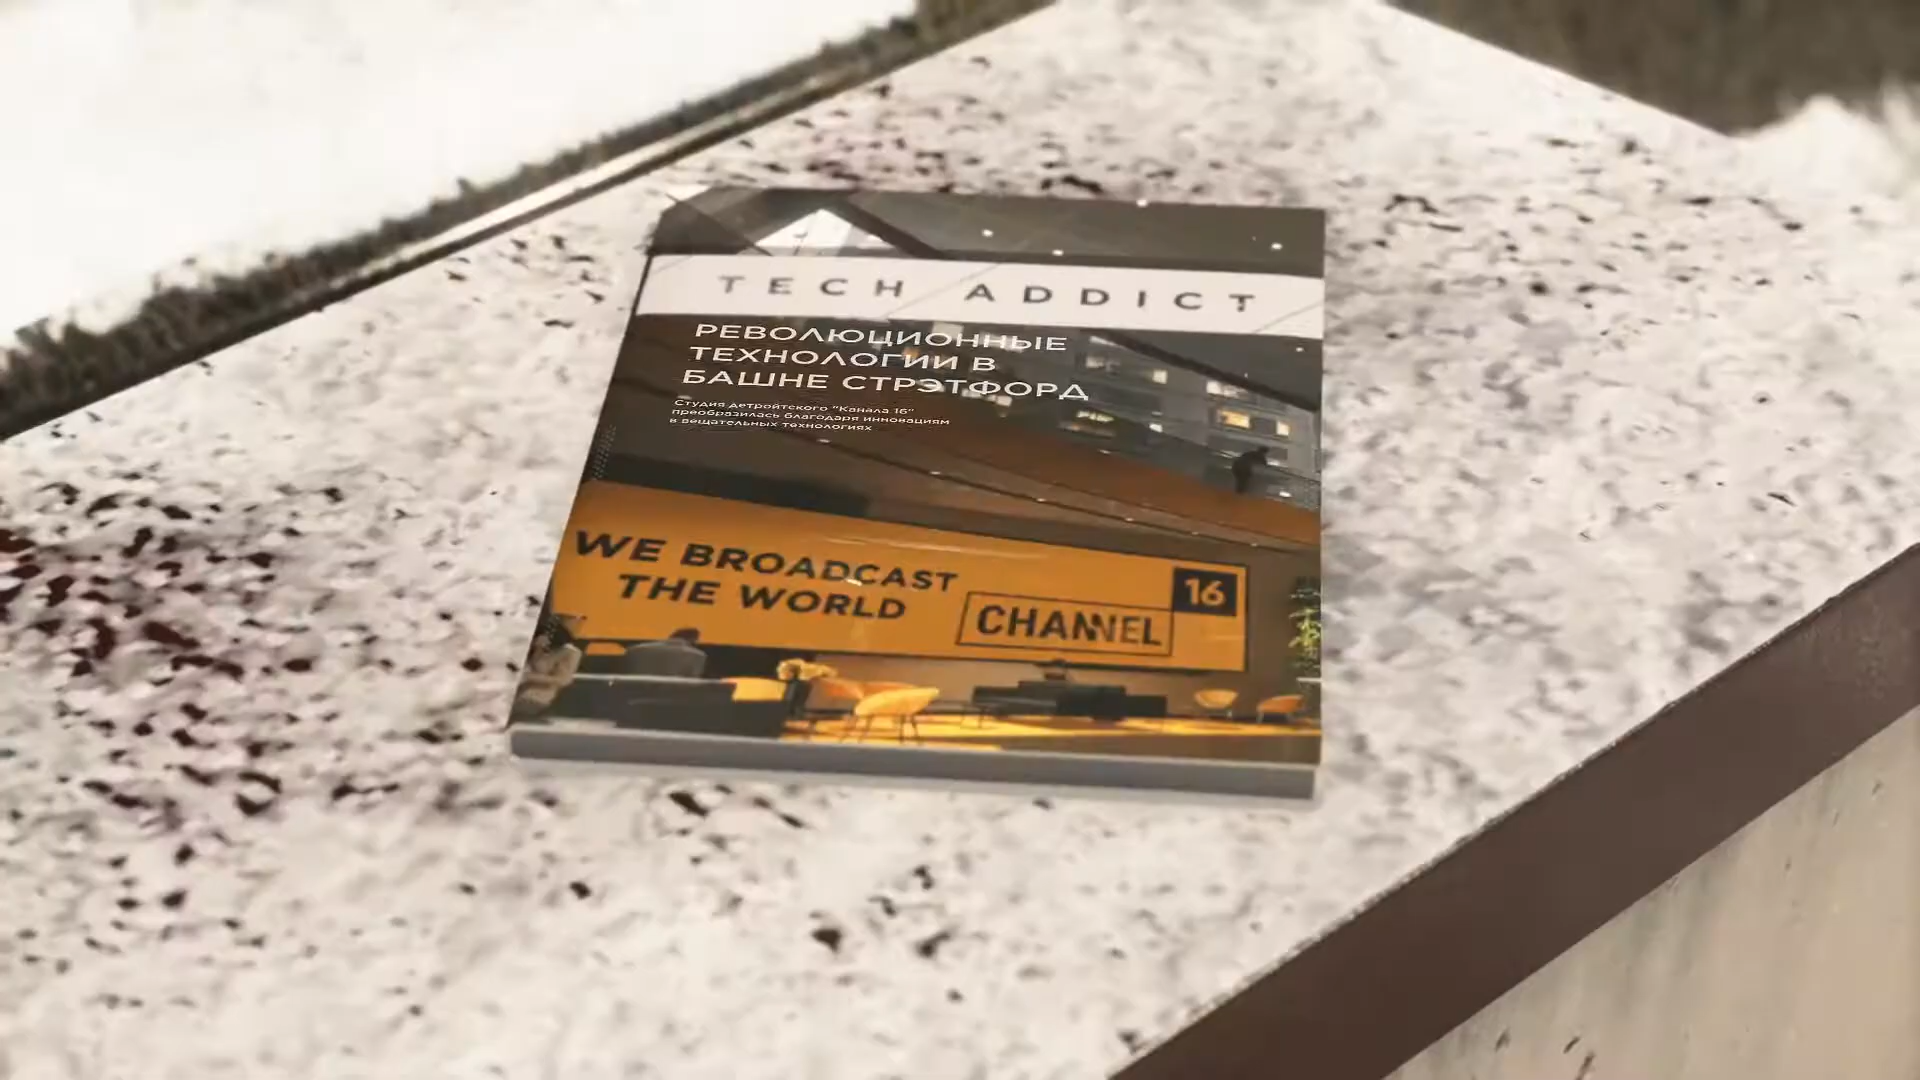 TECH ADDICT
РЕВОЛЮЦИОННЫЕ
ТЕХНОЛОГИИ В
БАШНЕ СТРЭТФОРД
Студия детройтского "Канала 16"
преобразилась благодаря инновациям
в вещательных технологиях
WE BROADCAST
THE WORLD
CHANNEL
16